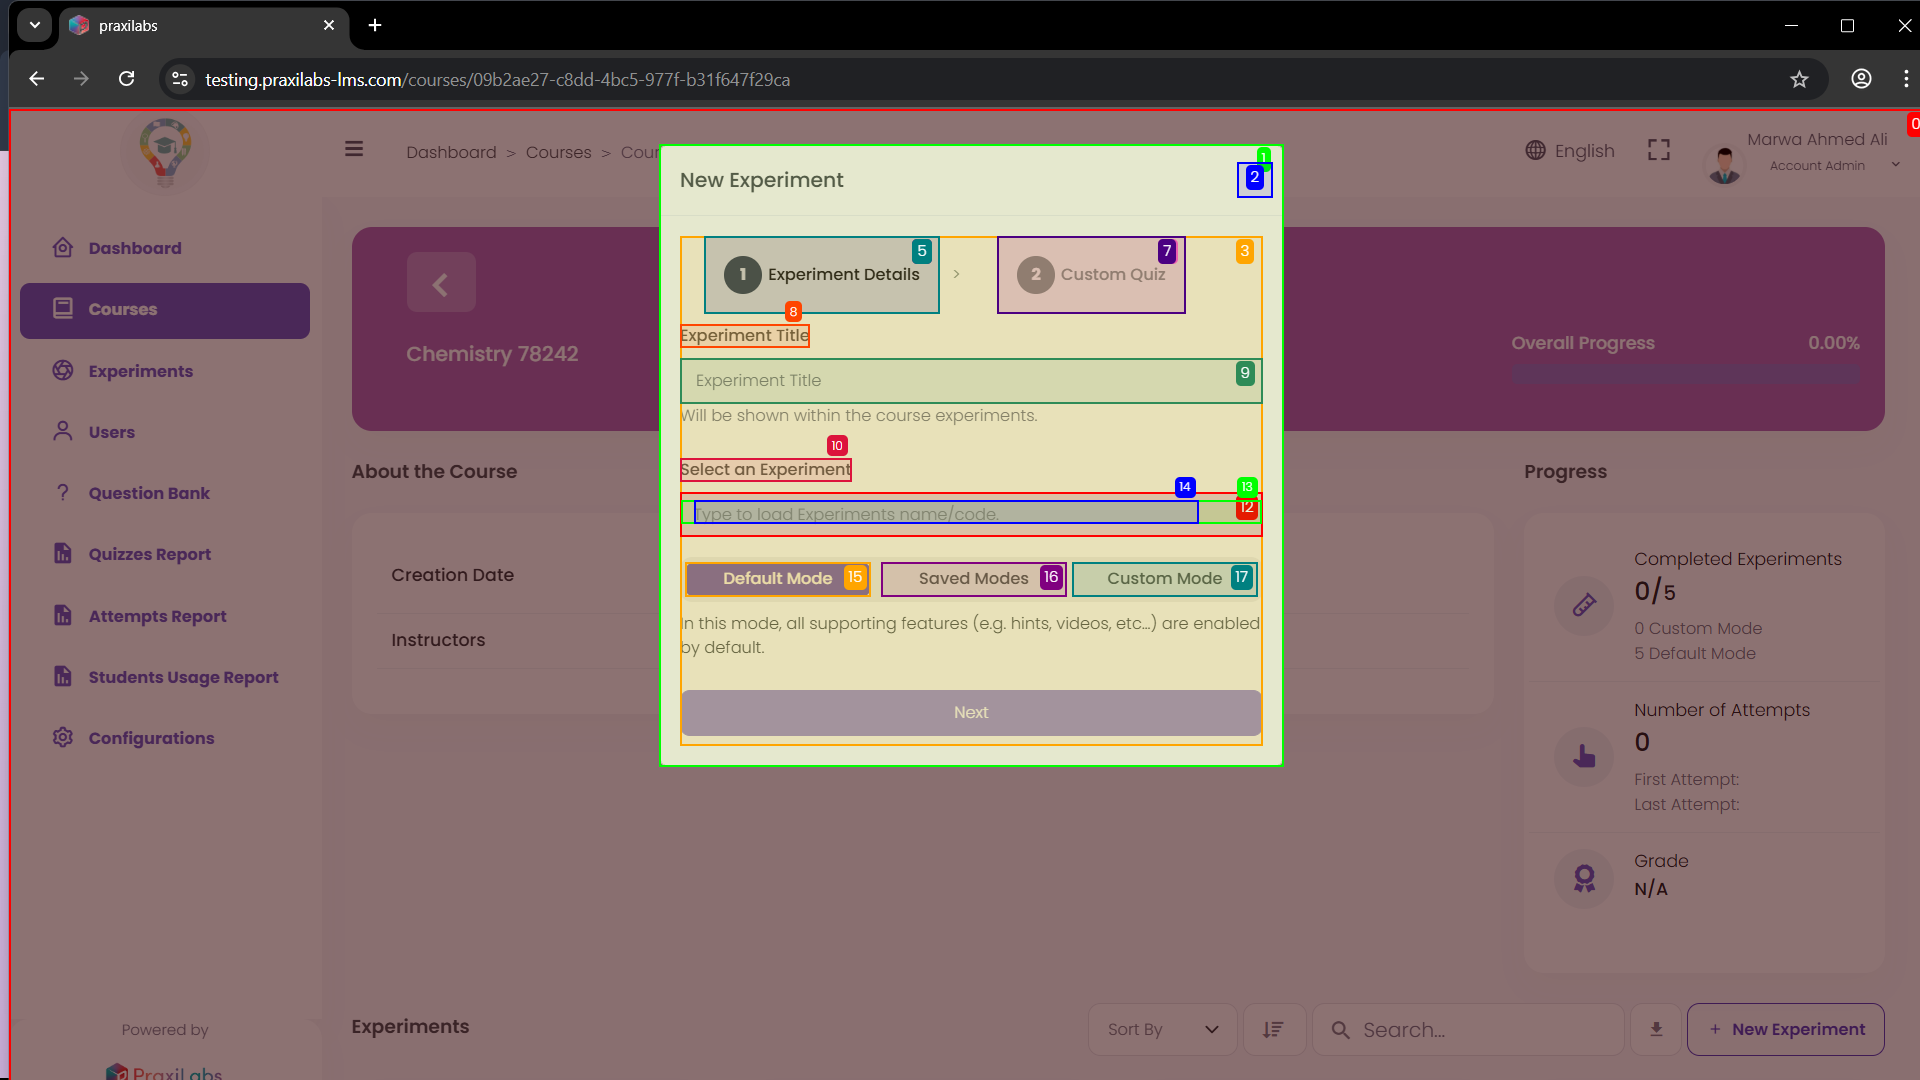 praxilabs
testing.praxilabs-lms.com/courses/09b2ae27-c8dd-4bc5-977f-b31f647f29ca
0
Dashboard > Courses > Cour
English
Marwa Ahmed Ali
Account Admin
Dashboard
Courses
Experiments
Users
Question Bank
Quizzes Report
Attempts Report
Students Usage Report
Configurations
Powered by
PraxiLabs
Chemistry 78242
Overall Progress 0.00%
About the Course
Creation Date
Instructors
New Experiment
1
2
1 Experiment Details 5 > 2 Custom Quiz 7 3
8
Experiment Title
Experiment Title 9
Will be shown within the course experiments.
10
Select an Experiment
14 13
Type to load Experiments name/code. 12
Default Mode 15 Saved Modes 16 Custom Mode 17
In this mode, all supporting features (e.g. hints, videos, etc...) are enabled
by default.
Next
Progress
Completed Experiments
0/5
0 Custom Mode
5 Default Mode
Number of Attempts
0
First Attempt:
Last Attempt:
Grade
N/A
Experiments
Sort By
Search...
+ New Experiment